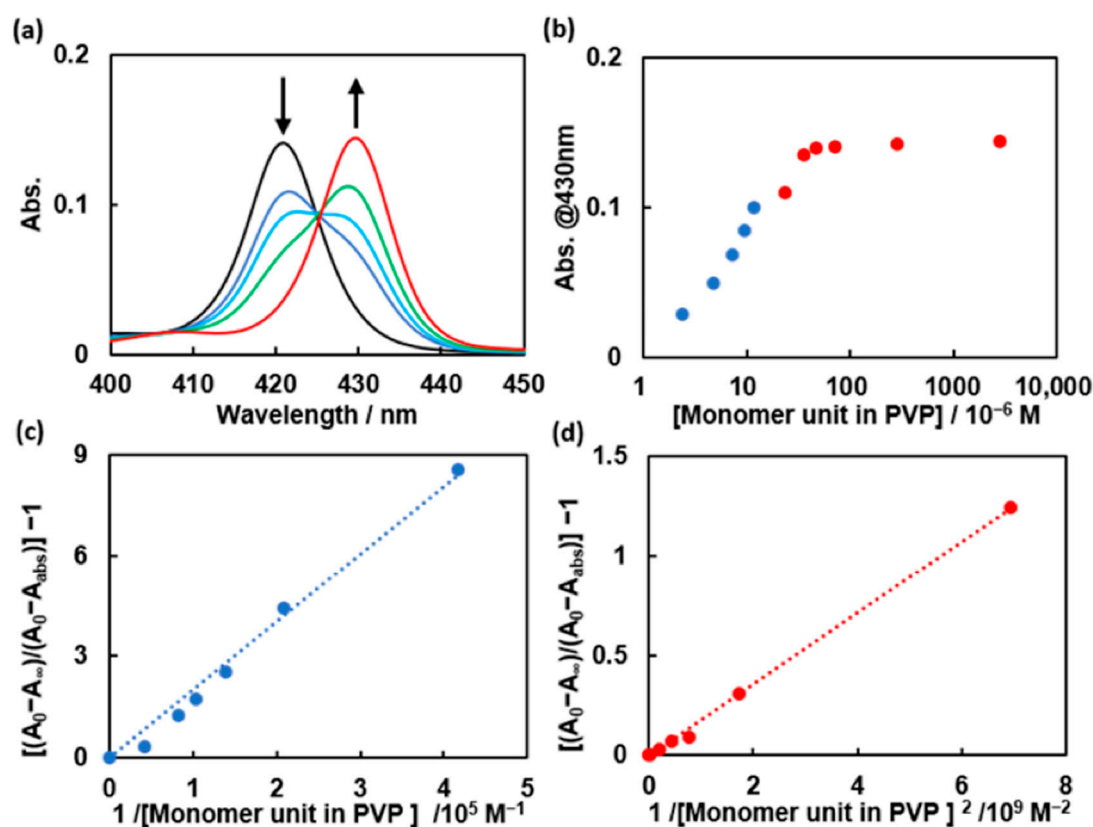 (a)
0.2
0.1
0
Abs.
400 410 420 430 440 450
Wavelength / nm
(b)
0.2
0.1
0
Abs. @430nm
1 10 100 1000 10,000
[Monomer unit in PVP] / 10⁻⁶ M
(c)
9
6
3
0
[(A₀−A∞)/(A₀−Aabs)] −1
0 1 2 3 4 5
1 /[Monomer unit in PVP ] /10⁵ M⁻¹
(d)
1.5
1
0.5
0
[(A₀−A∞)/(A₀−Aabs)] −1
0 2 4 6 8
1 /[Monomer unit in PVP ] ² /10⁹ M⁻²